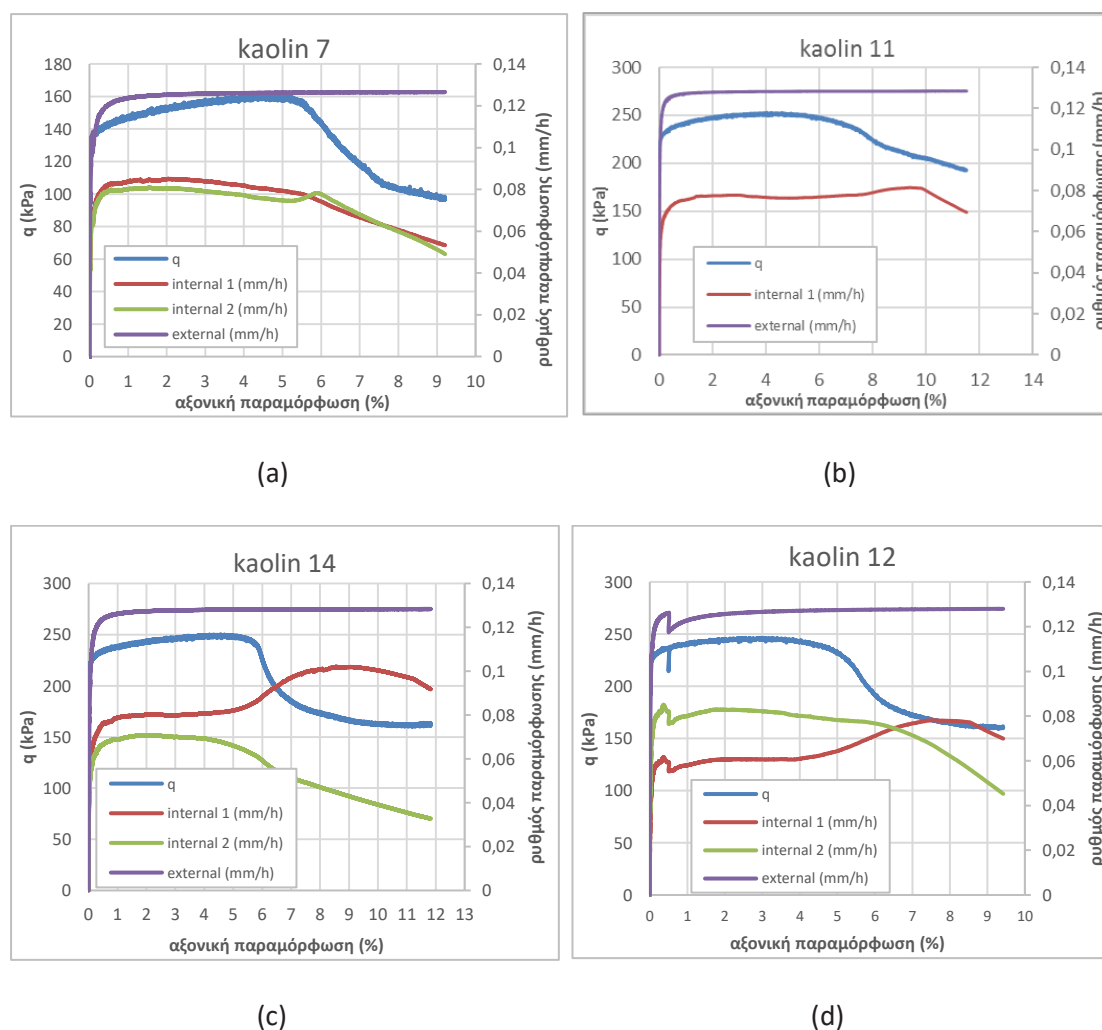 kaolin 7
q (kPa)
180
160
140
120
100
80
60
40
20
0
0 1 2 3 4 5 6 7 8 9 10
αξονική παραμόρφωση (%)
0,14
0,12
0,1
0,08
0,06
0,04
0,02
0
ρυθμός παραμόρφωσης (mm/h)
q
internal 1 (mm/h)
internal 2 (mm/h)
external (mm/h)
(a)
kaolin 11
q (kPa)
300
250
200
150
100
50
0
0 2 4 6 8 10 12 14
αξονική παραμόρφωση (%)
0,14
0,12
0,1
0,08
0,06
0,04
0,02
0
ρυθμός παραμόρφωσης (mm/h)
q
internal 1 (mm/h)
external (mm/h)
(b)
kaolin 14
q (kPa)
300
250
200
150
100
50
0
0 1 2 3 4 5 6 7 8 9 10 11 12 13
αξονική παραμόρφωση (%)
0,14
0,12
0,1
0,08
0,06
0,04
0,02
0
ρυθμός παραμόρφωσης (mm/h)
q
internal 1 (mm/h)
internal 2 (mm/h)
external (mm/h)
(c)
kaolin 12
q (kPa)
300
250
200
150
100
50
0
0 1 2 3 4 5 6 7 8 9 10
αξονική παραμόρφωση (%)
0,14
0,12
0,1
0,08
0,06
0,04
0,02
0
ρυθμός παραμόρφωσης (mm/h)
q
internal 1 (mm/h)
internal 2 (mm/h)
external (mm/h)
(d)